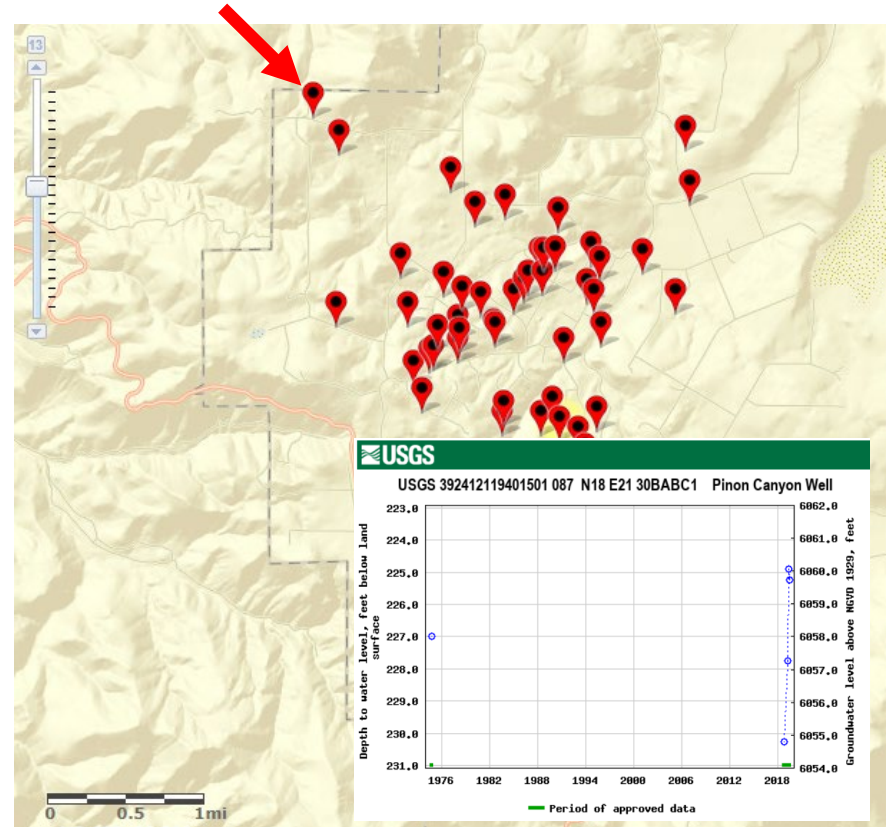 13
USGS
USGS 392412119401501 087 N18 E21 30BABC1 Pinon Canyon Well
Depth to water level, feet below land
surface
223.0
224.0
225.0
226.0
227.0
228.0
229.0
230.0
231.0
6062.0
6061.0
6060.0
6059.0
6058.0
6057.0
6056.0
6055.0
6054.0
Groundwater level above NGVD 1929, feet
1976 1982 1988 1994 2000 2006 2012 2018
Period of approved data
0 0.5 1mi